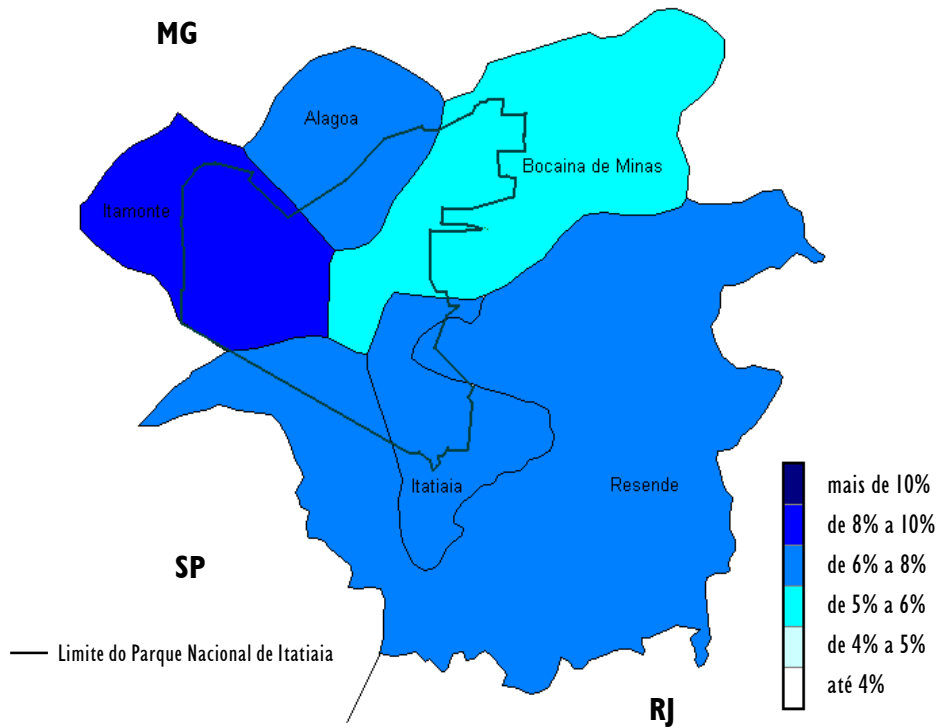 MG
Alagoa
Bocaina de Minas
Itamonte
Itatiaia
Resende
mais de 10%
de 8% a 10%
de 6% a 8%
de 5% a 6%
de 4% a 5%
até 4%
SP
Limite do Parque Nacional de Itatiaia
RJ